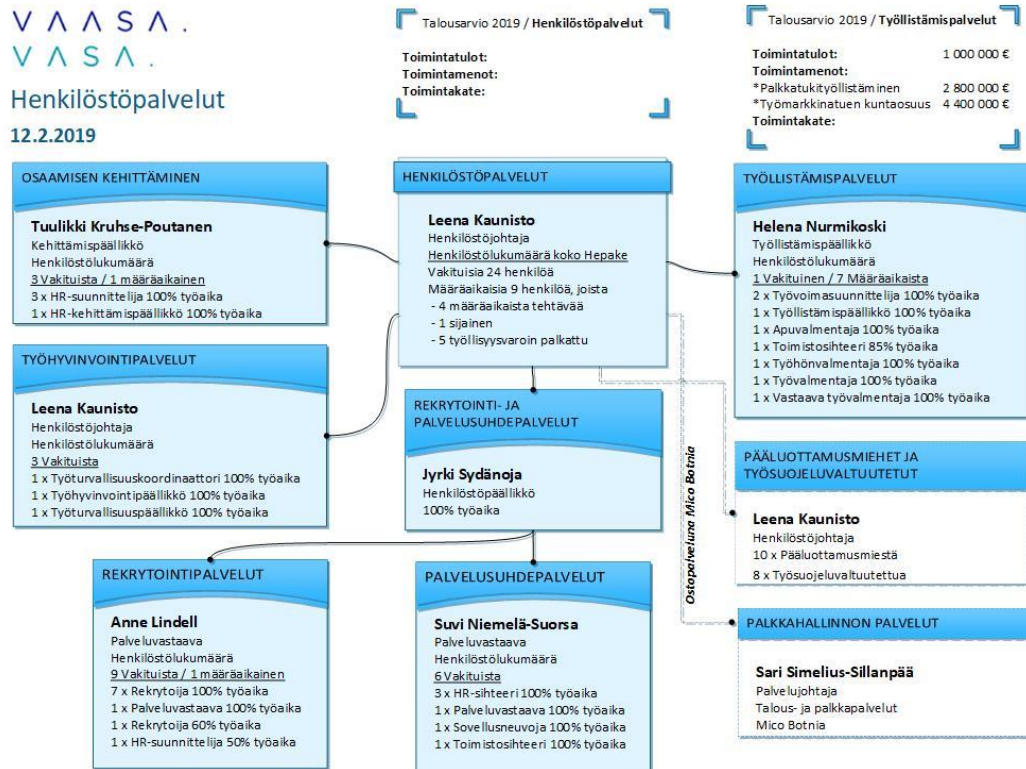 VAASA.
VASA.
Henkilöstöpalvelut
12.2.2019
Talousarvio 2019 / Henkilöstöpalvelut
Toimintatulot:
Toimintamenot:
Toimintakate:
Talousarvio 2019 / Työllistämispalvelut
Toimintatulot: 1 000 000 €
Toimintamenot:
*Palkkatukityöllistäminen 2 800 000 €
*Työmarkkinatuen kuntaosuus 4 400 000 €
Toimintakate:
OSAAMISEN KEHITTÄMINEN
Tuulikki Kruhse-Poutanen
Kehittämispäällikkö
Henkilöstölukumäärä
3 Vakituista / 1 määräaikainen
3 x HR-suunnittelija 100% työaika
1 x HR-kehittämispäällikkö 100% työaika
HENKILÖSTÖPALVELUT
Leena Kaunisto
Henkilöstöjohtaja
Henkilöstölukumäärä koko Hepake
Vakituisia 24 henkilöä
Määräaikaisia 9 henkilöä, joista
- 4 määräaikaista tehtävää
- 1 sijainen
- 5 työllisyysvaroin palkattu
TYÖLLISTÄMISPALVELUT
Helena Nurmikoski
Työllistämispäällikkö
Henkilöstölukumäärä
1 Vakituinen / 7 Määräaikaista
2 x Työvoimasuunnittelija 100% työaika
1 x Työllistämispäällikkö 100% työaika
1 x Apuvalmentaja 100% työaika
1 x Toimistosihteeri 85% työaika
1 x Työhönvalmentaja 100% työaika
1 x Työvalmentaja 100% työaika
1 x Vastaava työvalmentaja 100% työaika
TYÖHYVINVOINTIPALVELUT
Leena Kaunisto
Henkilöstöjohtaja
Henkilöstölukumäärä
3 Vakituista
1 x Työturvallisuuskoordinaattori 100% työaika
1 x Työhyvinvointipäällikkö 100% työaika
1 x Työturvallisuuspäällikkö 100% työaika
REKRYTOINTI- JA
PALVELUSUHDEPALVELUT
Jyrki Sydänoja
Henkilöstöpäällikkö
100% työaika
Ostopalveluna Mico Botnia
PÄÄLUOTTAMUSMIEHET JA
TYÖSUOJELUVALTUUTETUT
Leena Kaunisto
Henkilöstöjohtaja
10 x Pääluottamusmiestä
8 x Työsuojeluvaltuutettua
REKRYTOINTIPALVELUT
Anne Lindell
Palveluvastaava
Henkilöstölukumäärä
9 Vakituista / 1 määräaikainen
7 x Rekrytoija 100% työaika
1 x Palveluvastaava 100% työaika
1 x Rekrytoija 60% työaika
1 x HR-suunnittelija 50% työaika
PALVELUSUHDEPALVELUT
Suvi Niemelä-Suorsa
Palveluvastaava
Henkilöstölukumäärä
6 Vakituista
3 x HR-sihteeri 100% työaika
1 x Palveluvastaava 100% työaika
1 x Sovellusneuvoja 100% työaika
1 x Toimistosihteeri 100% työaika
PALKKAHALLINNON PALVELUT
Sari Simelius-Sillanpää
Palvelujohtaja
Talous- ja palkkapalvelut
Mico Botnia